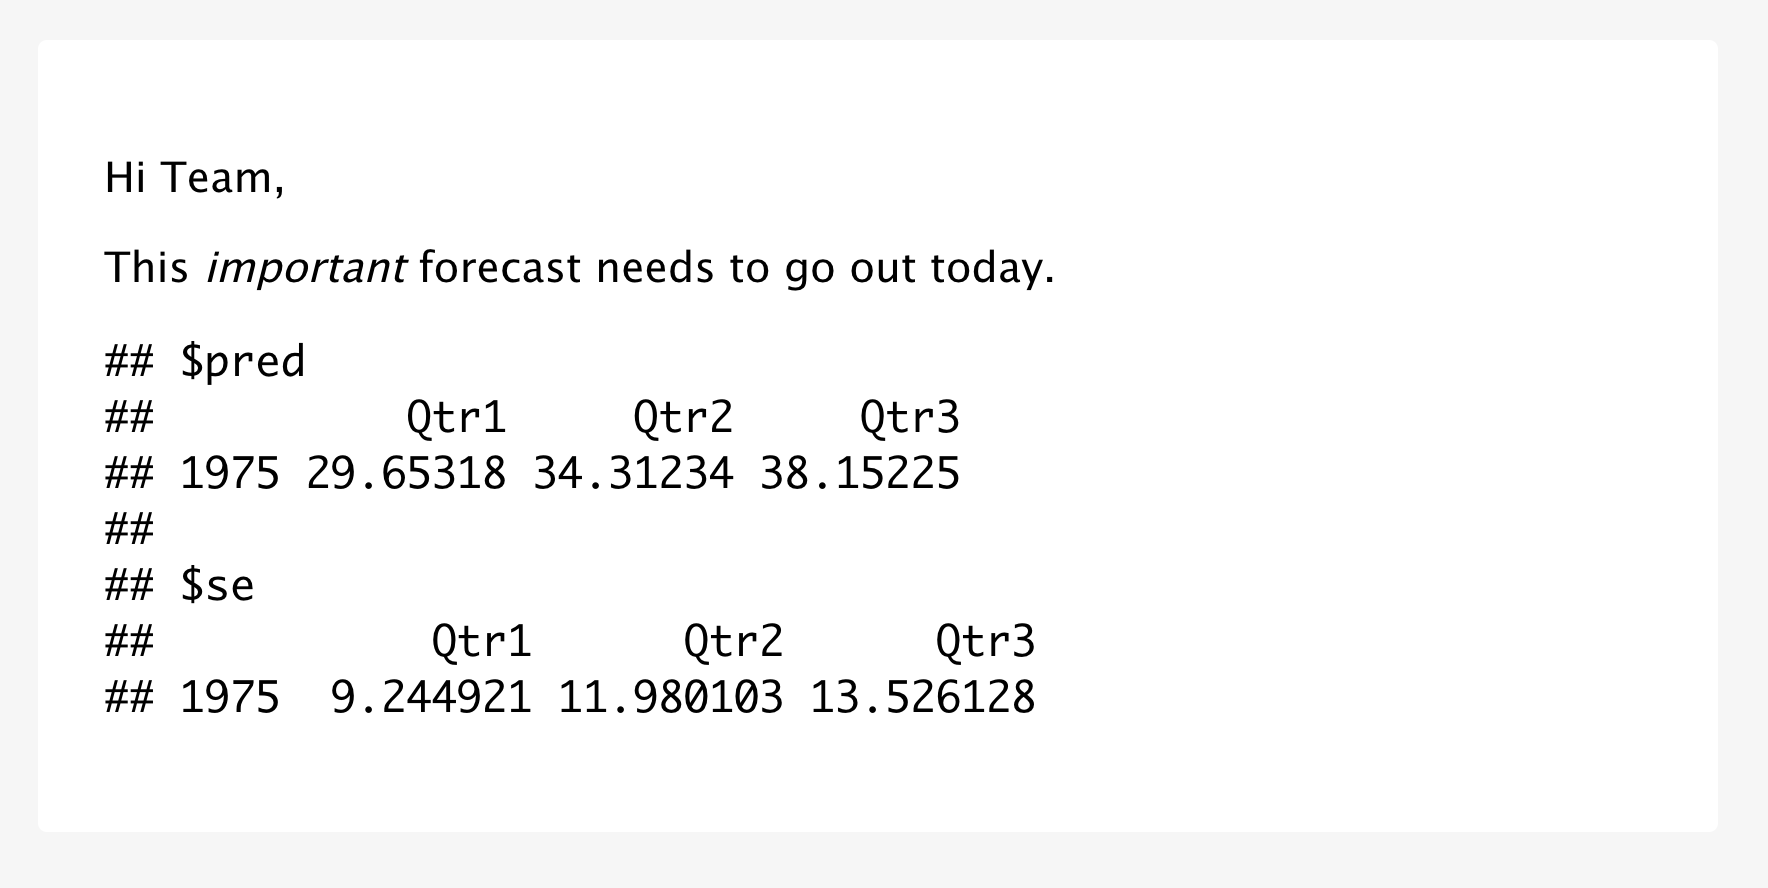 Hi Team,
This important forecast needs to go out today.
## $pred
##          Qtr1     Qtr2     Qtr3
## 1975 29.65318 34.31234 38.15225
##
## $se
##           Qtr1      Qtr2      Qtr3
## 1975  9.244921 11.980103 13.526128